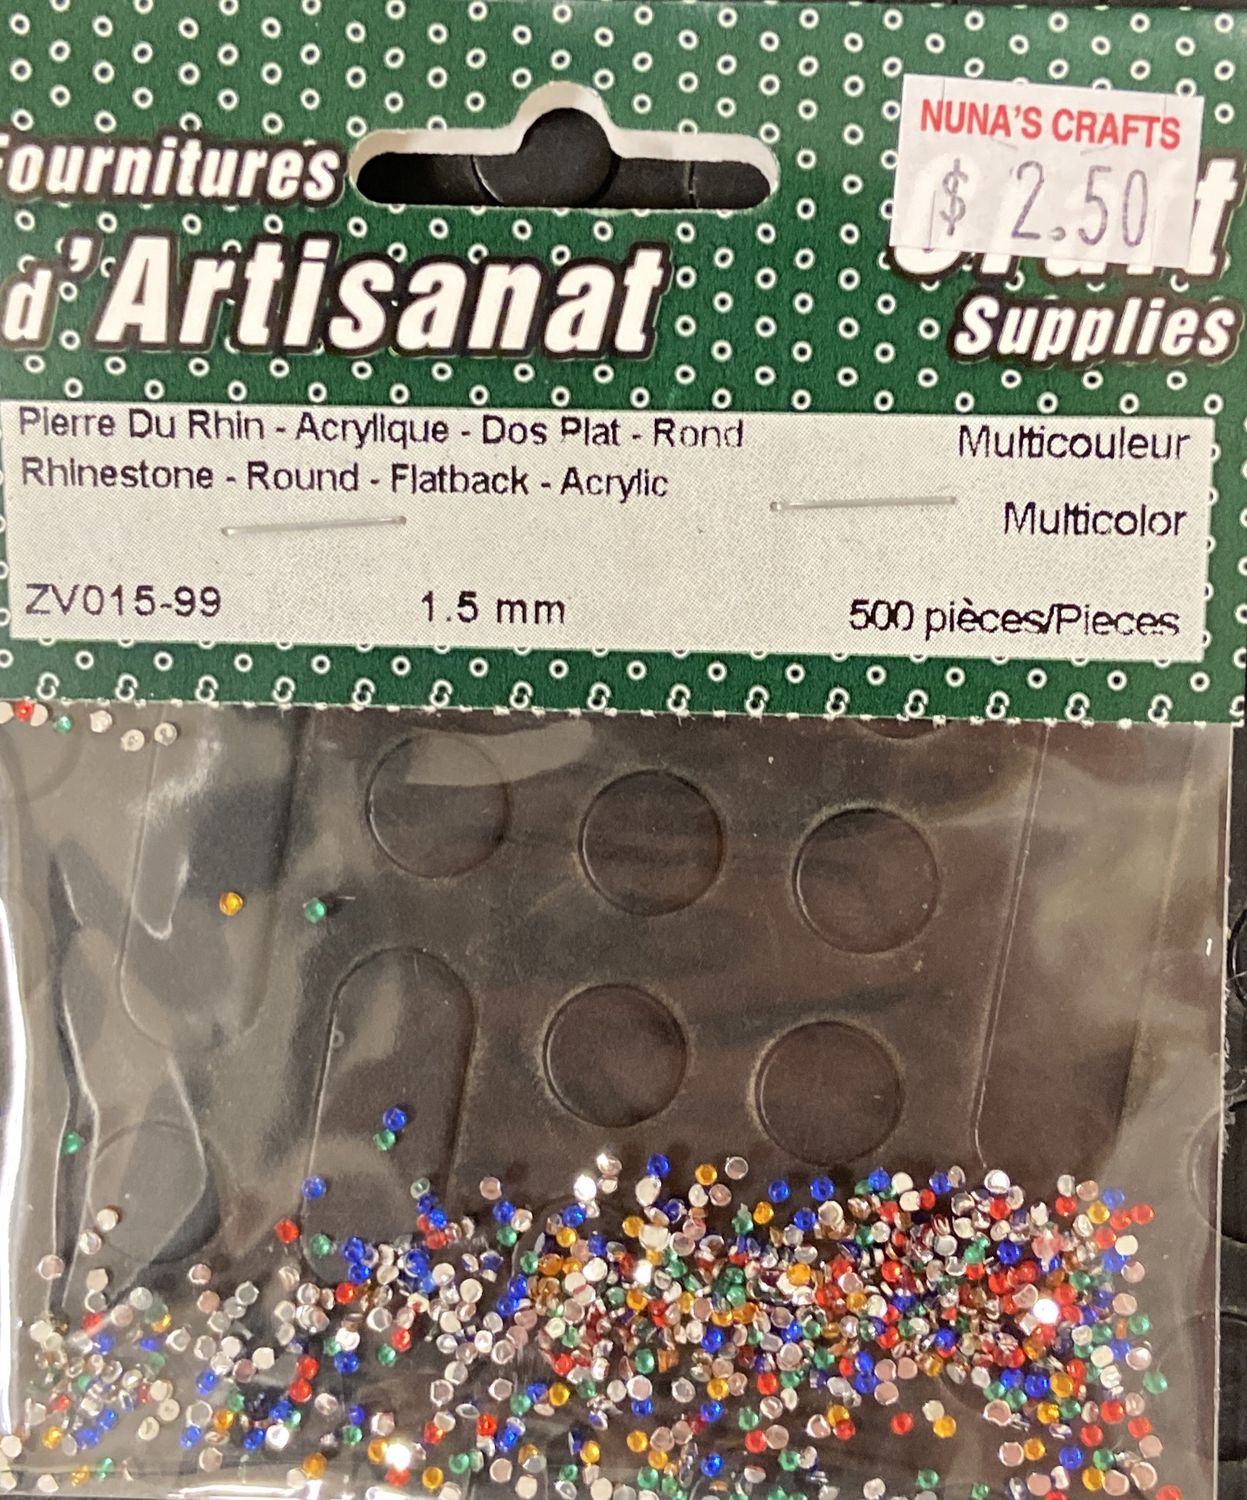 Fournitures
d'Artisanat
NUNA'S CRAFTS
$ 2.50
Supplies
Pierre Du Rhin - Acrylique - Dos Plat - Rond
Rhinestone - Round - Flatback - Acrylic
Multicouleur
Multicolor
ZV015-99
1.5 mm
500 pièces/Pieces